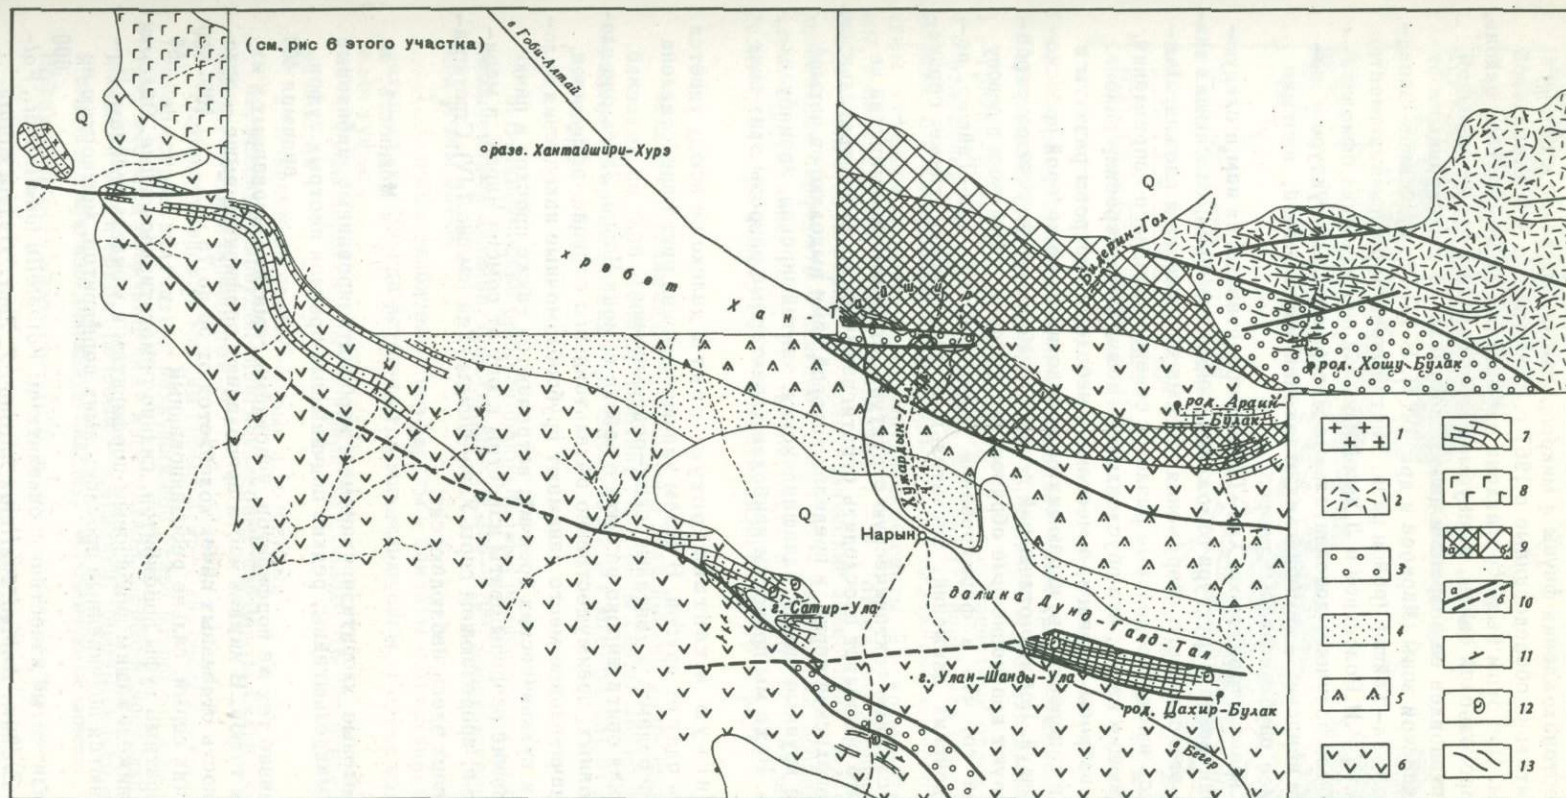 (см. рис 6 этого участка)
в Гоби-Алтай
Q
разв. Хантайшири-Хурэ
Q
хребет Хан-Тайшири
Q
род. Хошу-Булак
род. Араин-
Булак
Нарын
долина Дунд-Галд-Тал
г. Сатир-Ула
г. Улан-Шанды-Ула
род. Цахир-Булак
в Бегер
1
2
3
4
5
6
7
8
9
а
б
10
11
12
13